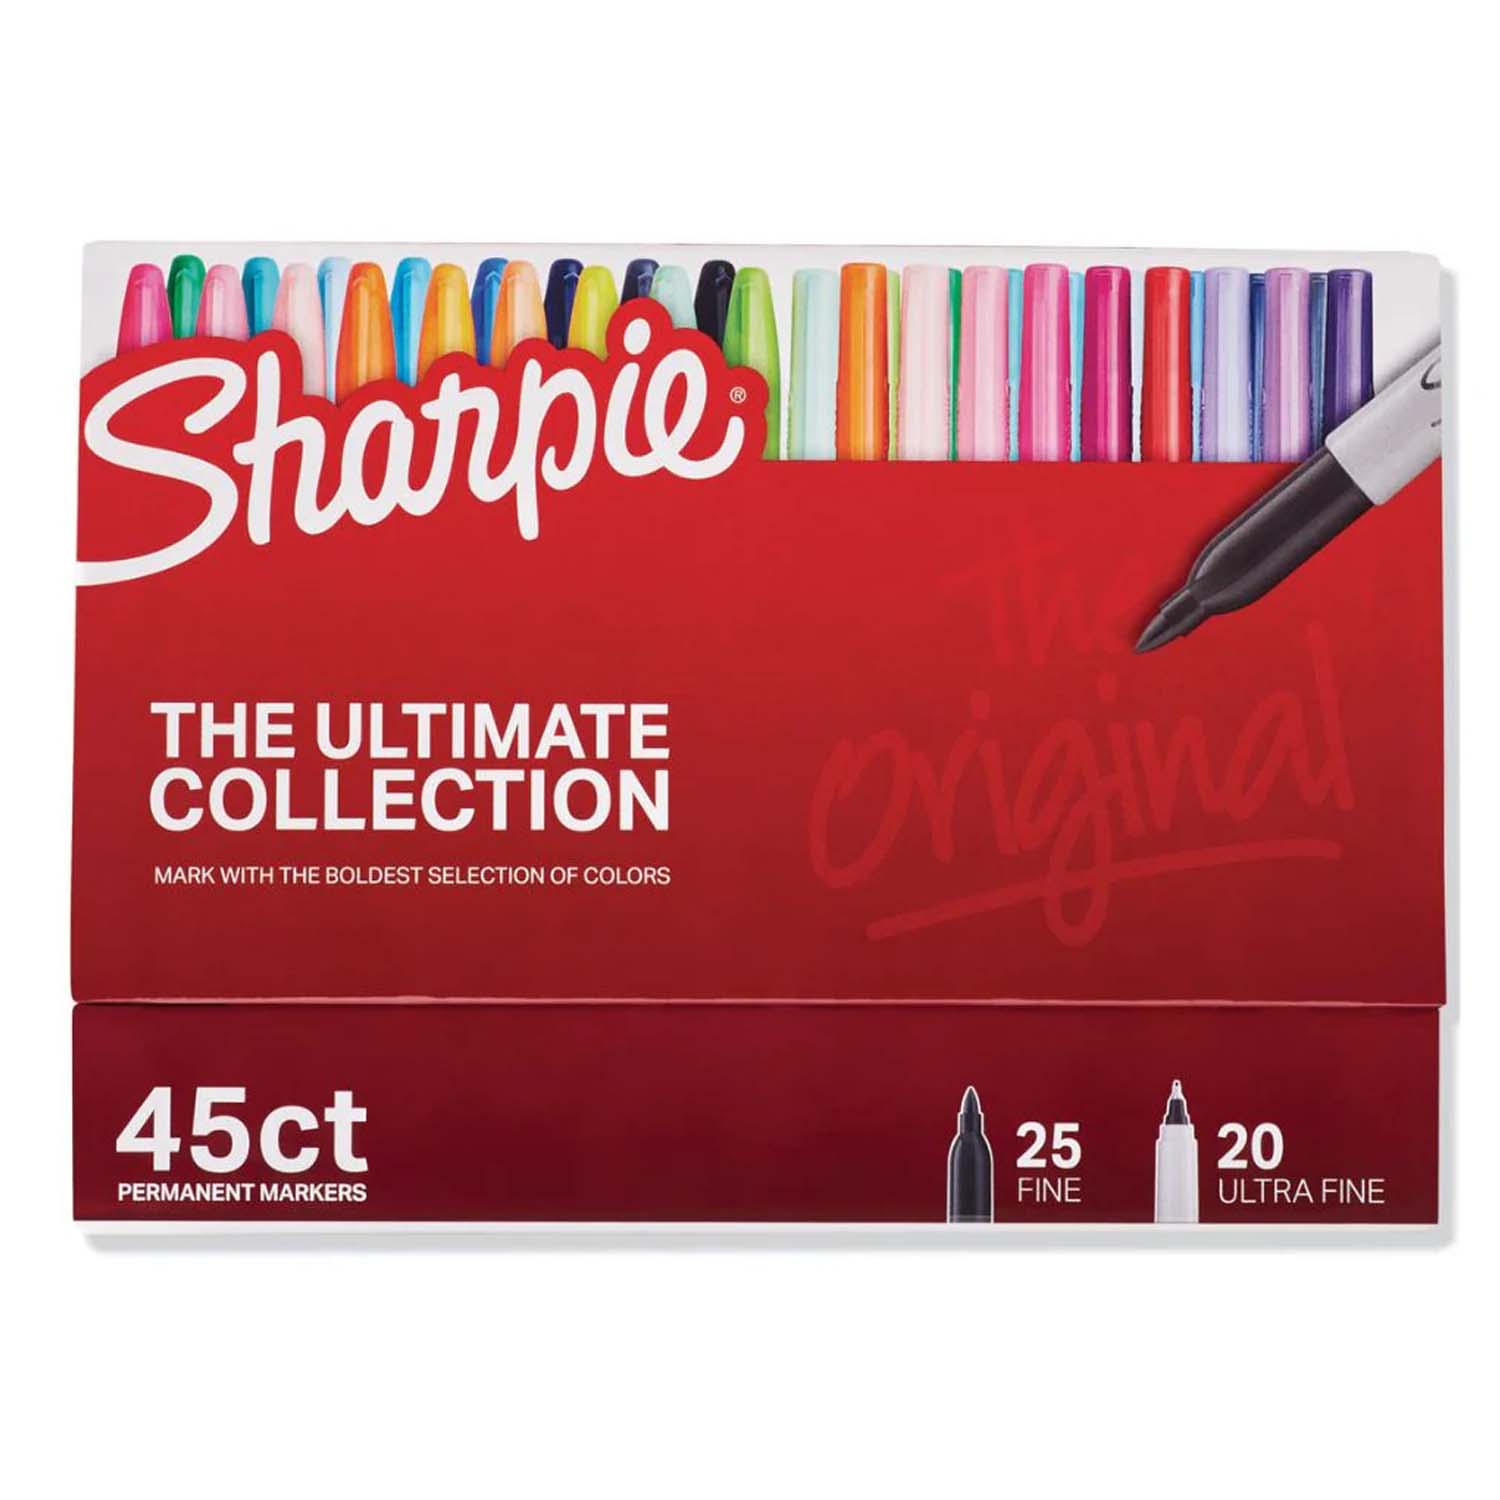 Sharpie®
the
original
THE ULTIMATE
COLLECTION
MARK WITH THE BOLDEST SELECTION OF COLORS
45ct
PERMANENT MARKERS
25
FINE
20
ULTRA FINE